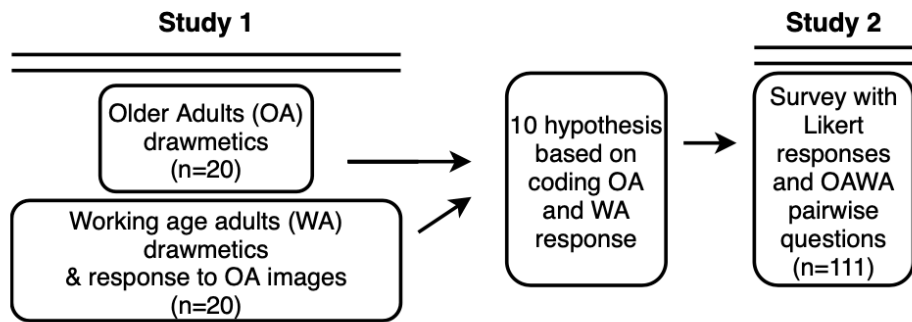 Study 1
Older Adults (OA)
drawmetics
(n=20)
Working age adults (WA)
drawmetics
& response to OA images
(n=20)
10 hypothesis
based on
coding OA
and WA
response
Study 2
Survey with
Likert
responses
and OAWA
pairwise
questions
(n=111)